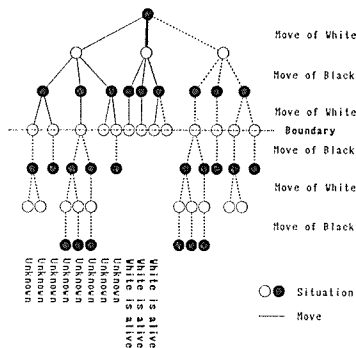 Move of White
Move of Black
Move of White
Boundary
Move of Black
Move of White
Move of Black
Unknown
Unknown
Unknown
Unknown
Unknown
Unknown
Unknown
White is alive
White is alive
White is alive
Situation
Move